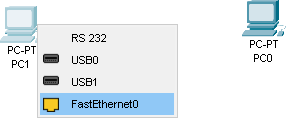 PC-PT
PC1
RS 232
USB0
USB1
FastEthernet0
PC-PT
PC0